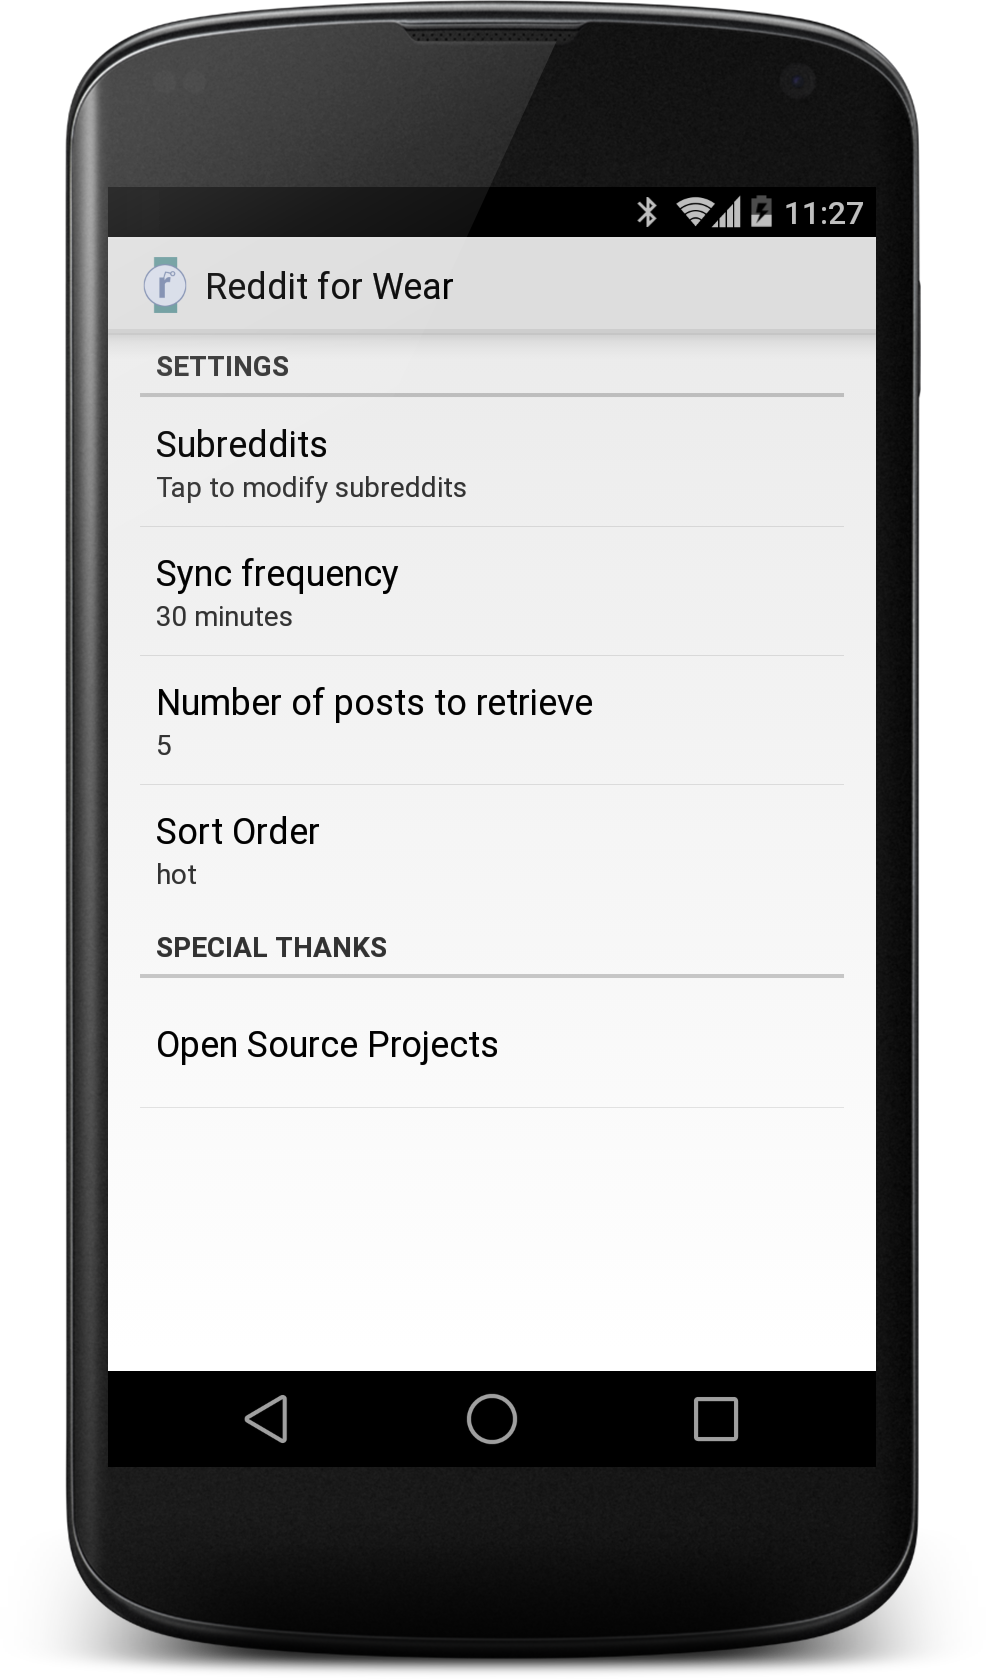 11:27
Reddit for Wear
SETTINGS
Subreddits
Tap to modify subreddits
Sync frequency
30 minutes
Number of posts to retrieve
5
Sort Order
hot
SPECIAL THANKS
Open Source Projects